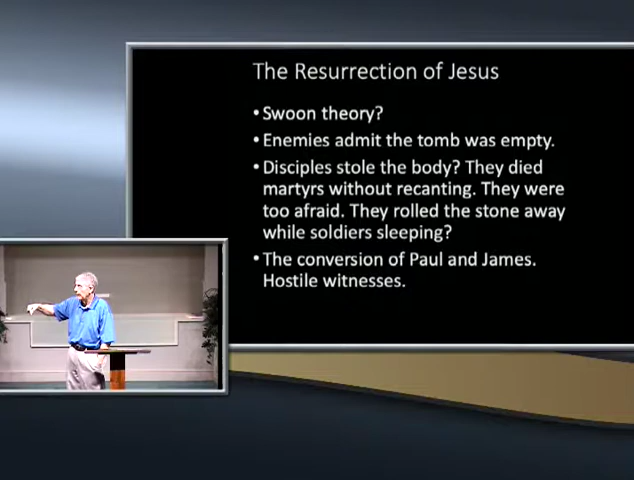 The Resurrection of Jesus
• Swoon theory?
• Enemies admit the tomb was empty.
• Disciples stole the body? They died
martyrs without recanting. They were
too afraid. They rolled the stone away
while soldiers sleeping?
• The conversion of Paul and James.
Hostile witnesses.